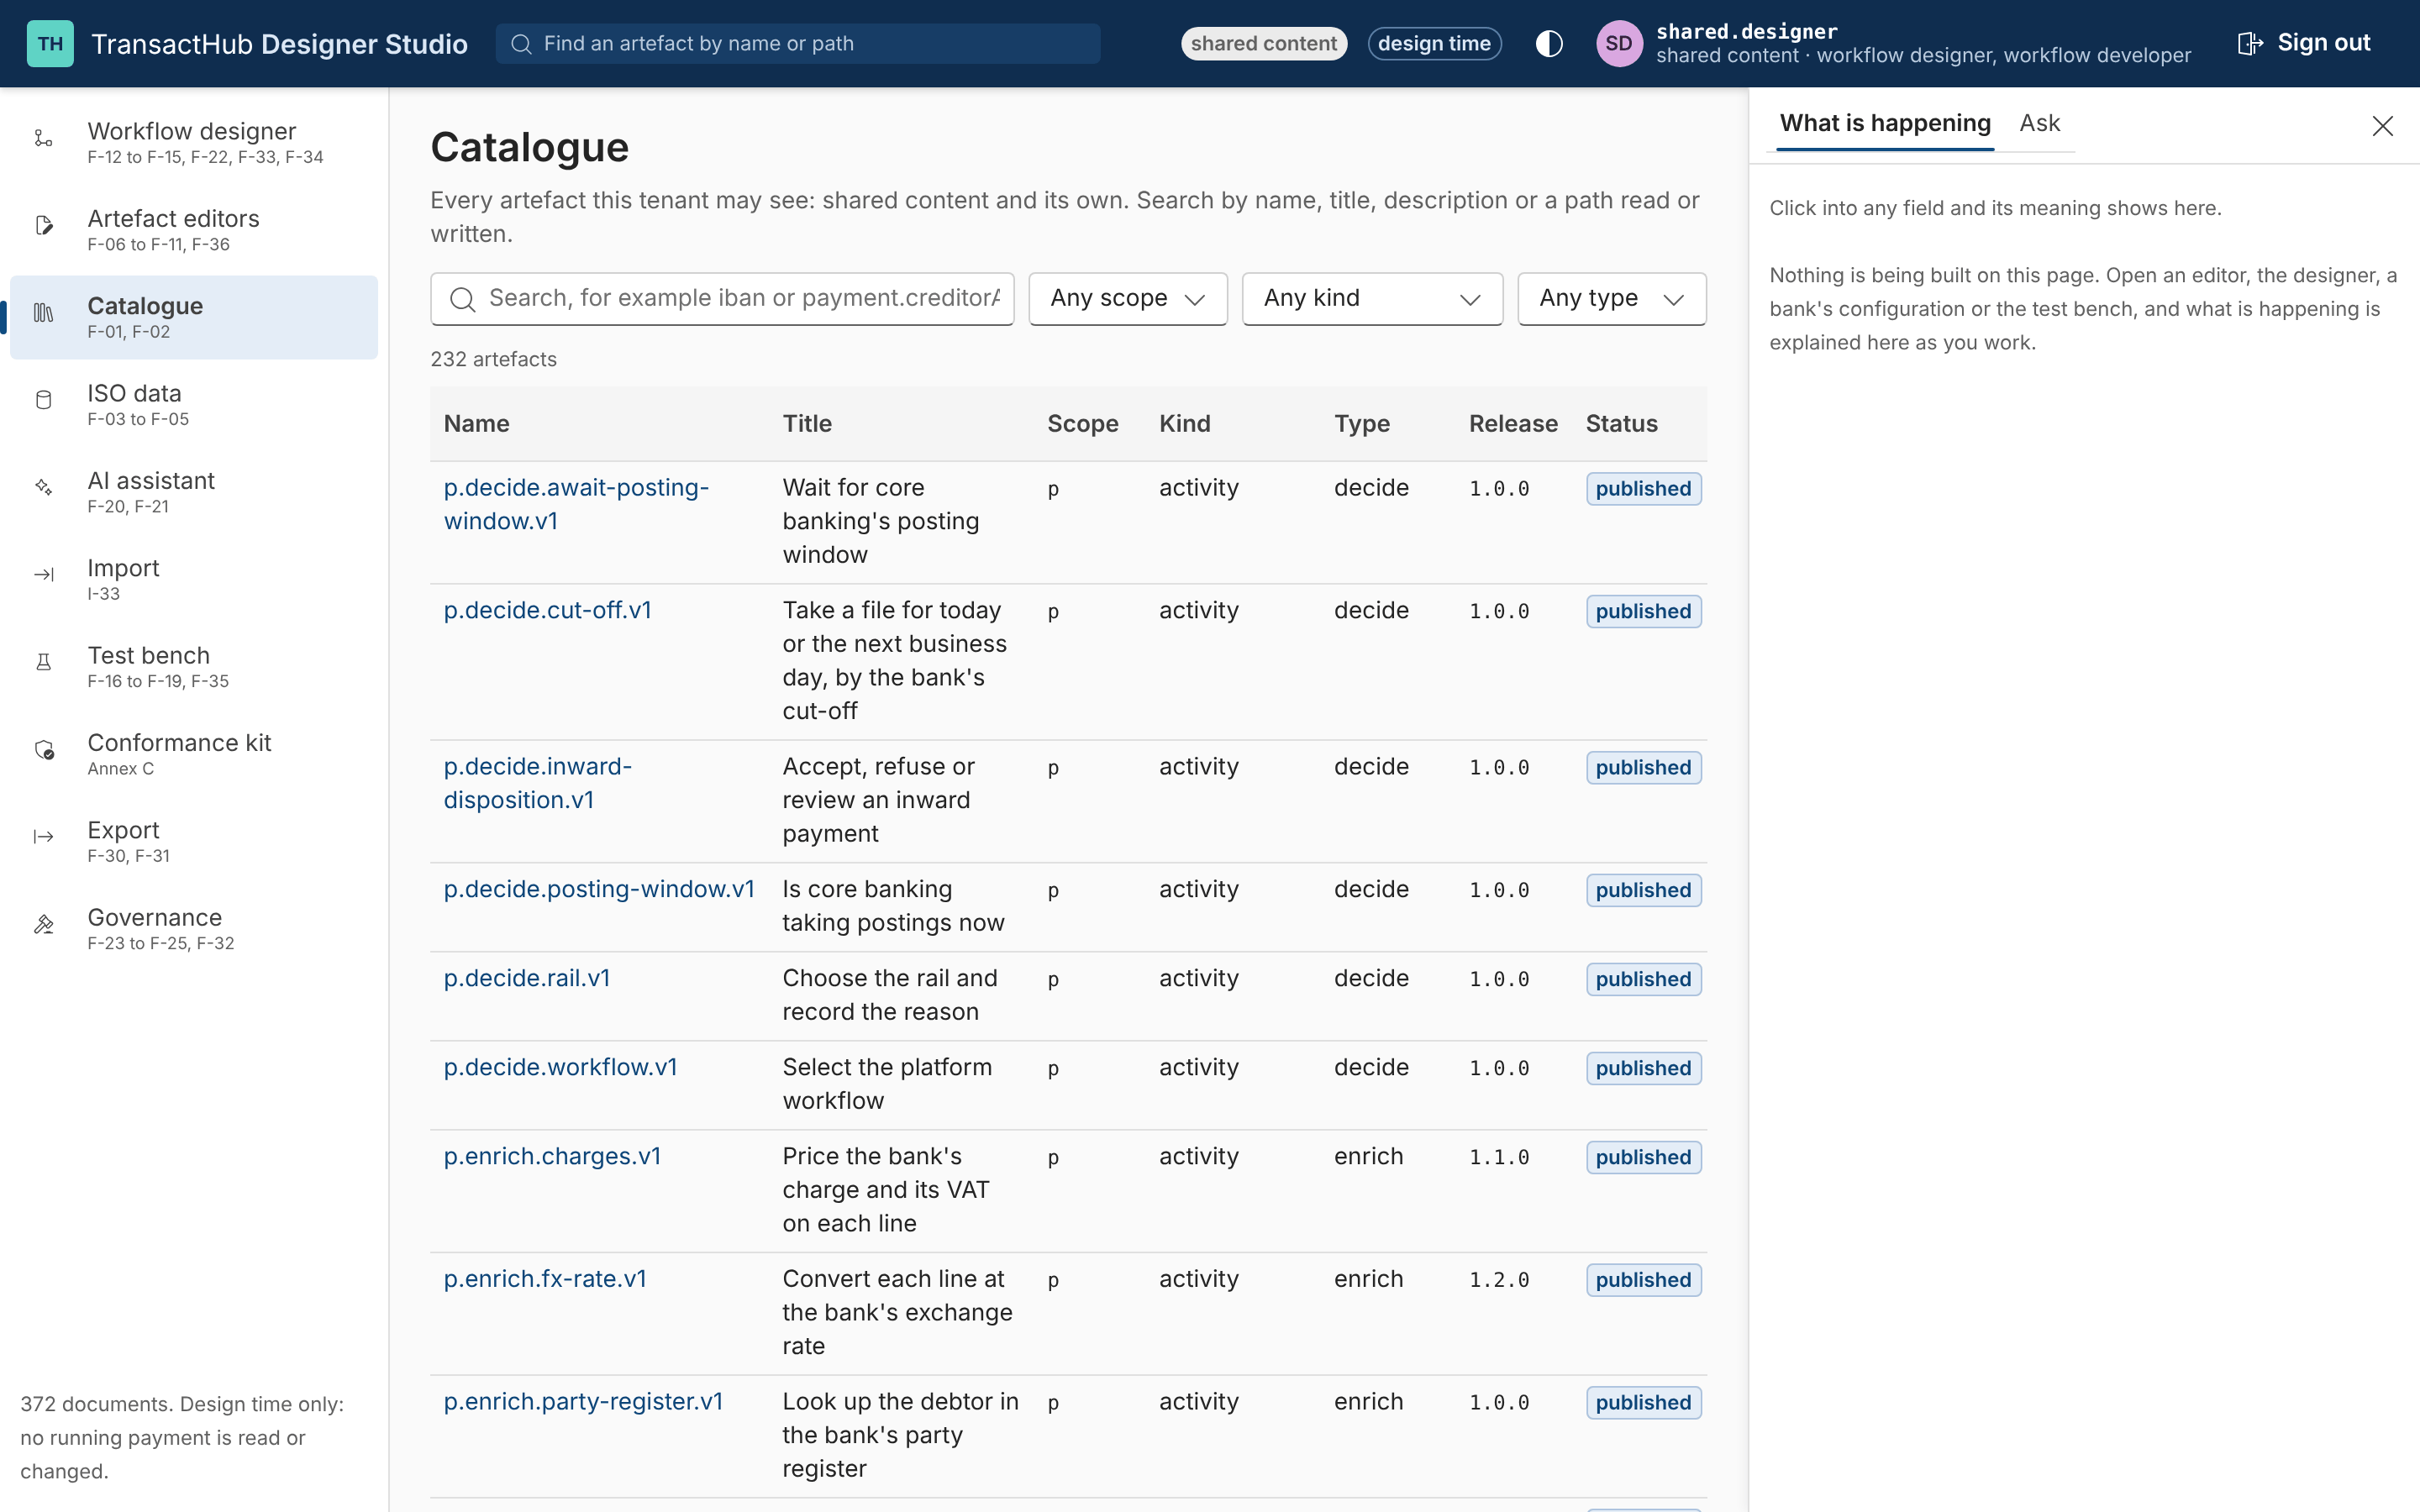 TH TransactHub Designer Studio
Find an artefact by name or path
shared content
design time
SD
shared.designer
shared content · workflow designer, workflow developer
Sign out
Workflow designer
F-12 to F-15, F-22, F-33, F-34
Artefact editors
F-06 to F-11, F-36
Catalogue
F-01, F-02
ISO data
F-03 to F-05
AI assistant
F-20, F-21
Import
I-33
Test bench
F-16 to F-19, F-35
Conformance kit
Annex C
Export
F-30, F-31
Governance
F-23 to F-25, F-32
372 documents. Design time only:
no running payment is read or
changed.
Catalogue
Every artefact this tenant may see: shared content and its own. Search by name, title, description or a path read or
written.
Search, for example iban or payment.creditorA
Any scope
Any kind
Any type
232 artefacts
Name Title Scope Kind Type Release Status
p.decide.await-posting- Wait for core p activity decide 1.0.0 published
window.v1 banking's posting
window
p.decide.cut-off.v1 Take a file for today p activity decide 1.0.0 published
or the next business
day, by the bank's
cut-off
p.decide.inward- Accept, refuse or p activity decide 1.0.0 published
disposition.v1 review an inward
payment
p.decide.posting-window.v1 Is core banking p activity decide 1.0.0 published
taking postings now
p.decide.rail.v1 Choose the rail and p activity decide 1.0.0 published
record the reason
p.decide.workflow.v1 Select the platform p activity decide 1.0.0 published
workflow
p.enrich.charges.v1 Price the bank's p activity enrich 1.1.0 published
charge and its VAT
on each line
p.enrich.fx-rate.v1 Convert each line at p activity enrich 1.2.0 published
the bank's exchange
rate
p.enrich.party-register.v1 Look up the debtor in p activity enrich 1.0.0 published
the bank's party
register
What is happening
Ask
Click into any field and its meaning shows here.
Nothing is being built on this page. Open an editor, the designer, a
bank's configuration or the test bench, and what is happening is
explained here as you work.